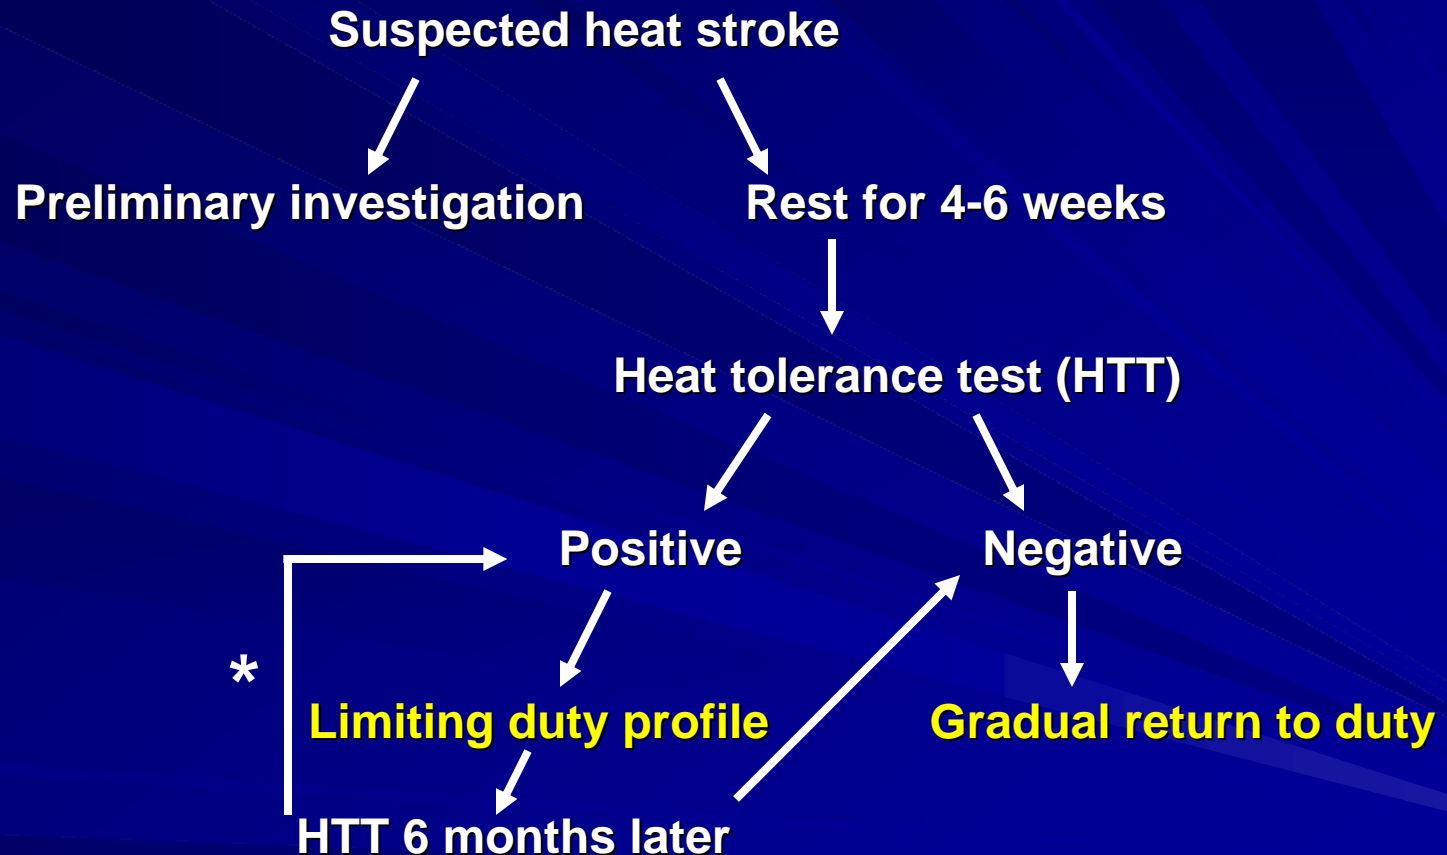 Suspected heat stroke
Preliminary investigation
Rest for 4-6 weeks
Heat tolerance test (HTT)
Positive
Negative
*
Limiting duty profile
Gradual return to duty
HTT 6 months later